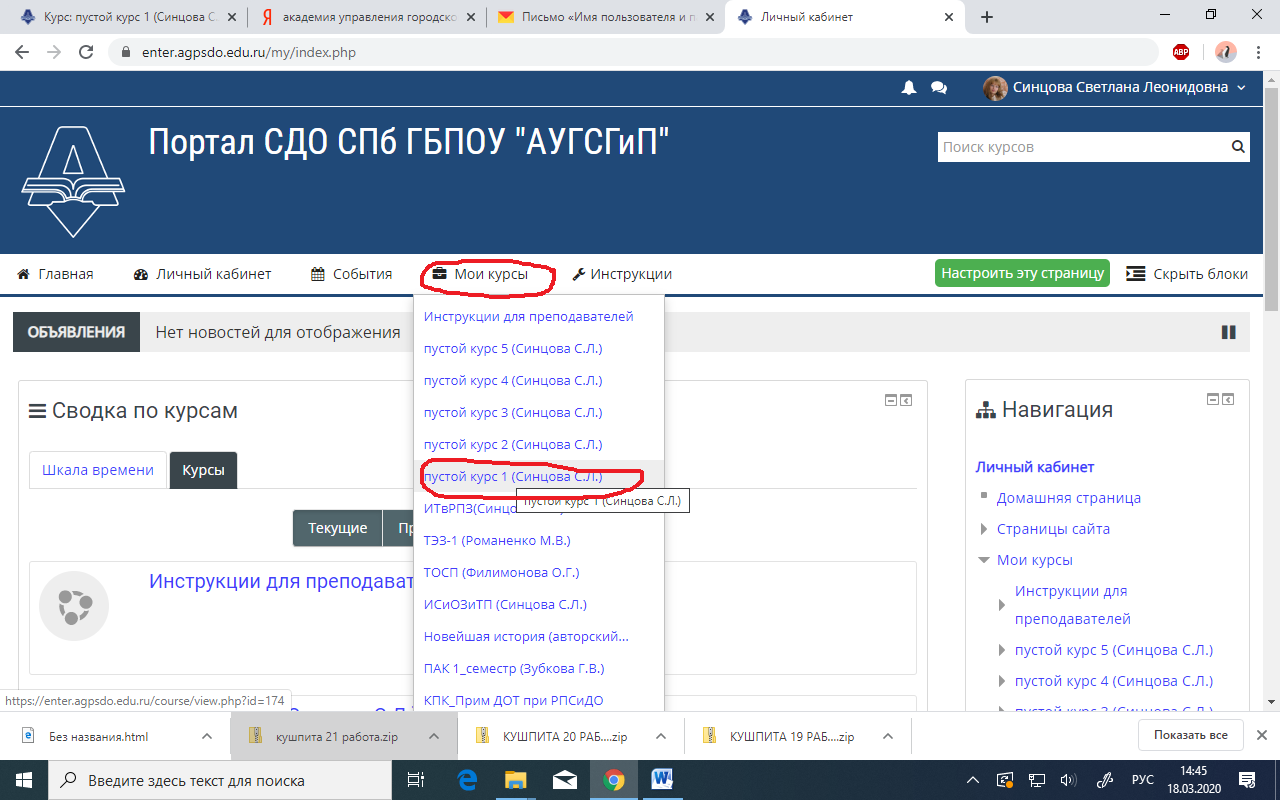 Курс: пустой курс 1 (Синцова С.
академия управления городско
Письмо «Имя пользователя и п
Личный кабинет
enter.agpsdo.edu.ru/my/index.php
ABP
Синцова Светлана Леонидовна
Портал СДО СПб ГБПОУ "АУГСГиП"
Поиск курсов
Главная
Личный кабинет
События
Мои курсы
Инструкции
Настроить эту страницу
Скрыть блоки
ОБЪЯВЛЕНИЯ
Нет новостей для отображения
Инструкции для преподавателей
пустой курс 5 (Синцова С.Л.)
пустой курс 4 (Синцова С.Л.)
пустой курс 3 (Синцова С.Л.)
пустой курс 2 (Синцова С.Л.)
пустой курс 1 (Синцова С.Л.)
пустой курс 1 (Синцова С.Л.)
ИТвРПЗ(Синцо
ТЭЗ-1 (Романенко М.В.)
ТОСП (Филимонова О.Г.)
ИСиОЗиТП (Синцова С.Л.)
Новейшая история (авторский...
ПАК 1_семестр (Зубкова Г.В.)
КПК_Прим ДОТ при РПСиДО
Сводка по курсам
Шкала времени
Курсы
Текущие
Пр
Инструкции для преподават
Навигация
Личный кабинет
Домашняя страница
Страницы сайта
Мои курсы
Инструкции для
преподавателей
пустой курс 5 (Синцова С.Л.)
пустой курс 4 (Синцова С.Л.)
https://enter.agpsdo.edu.ru/course/view.php?id=174
Без названия.html
кушпита 21 работа.zip
КУШПИТА 20 РАБ....zip
КУШПИТА 19 РАБ....zip
Показать все
Введите здесь текст для поиска
РУС
14:45
18.03.2020